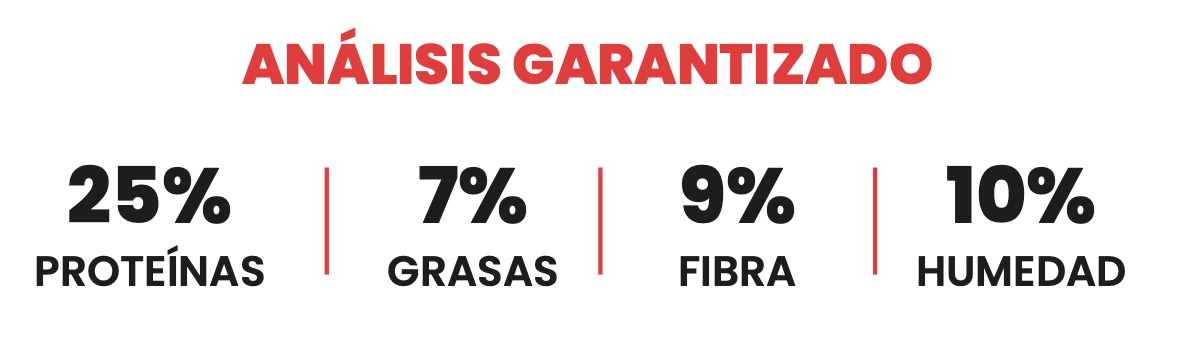 ANÁLISIS GARANTIZADO
25% 7% 9% 10%
PROTEÍNAS GRASAS FIBRA HUMEDAD